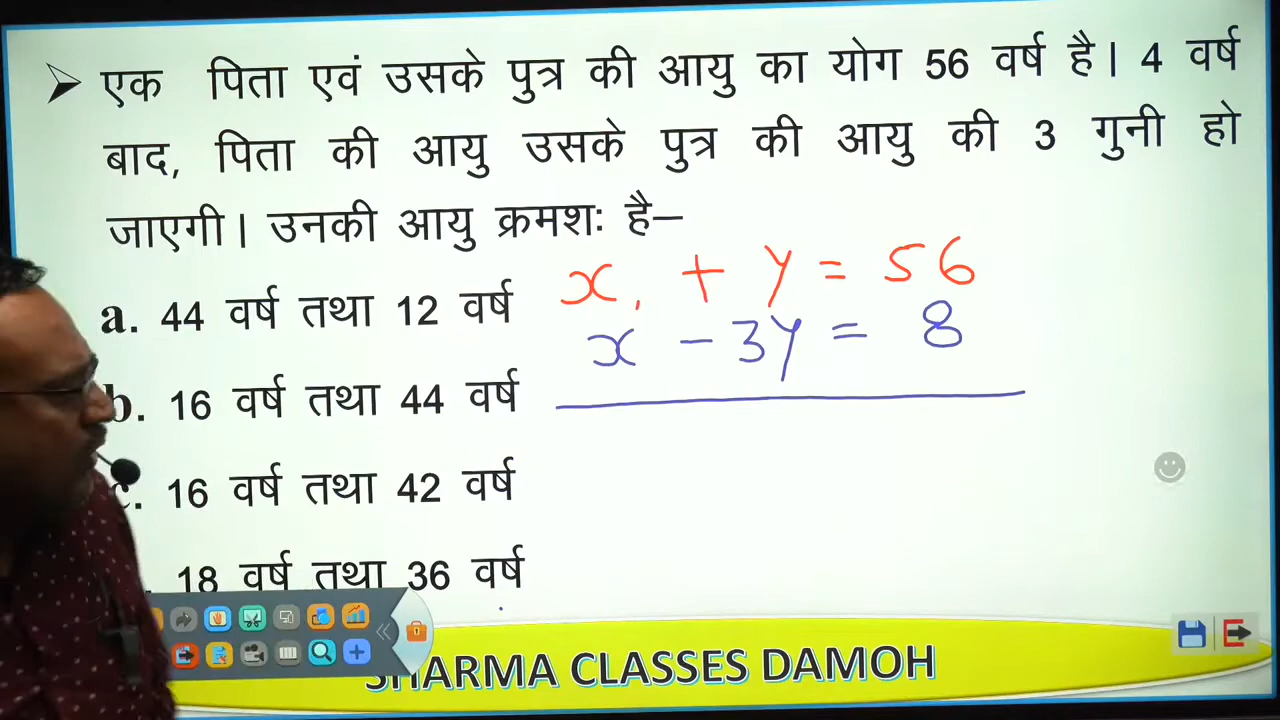 ➢ एक पिता एवं उसके पुत्र की आयु का योग 56 वर्ष है। 4 वर्ष
बाद, पिता की आयु उसके पुत्र की आयु की 3 गुनी हो
जाएगी। उनकी आयु क्रमशः है–
x + y = 56
a. 44 वर्ष तथा 12 वर्ष
x - 3y = 8
b. 16 वर्ष तथा 44 वर्ष
c. 16 वर्ष तथा 42 वर्ष
18 वर्ष तथा 36 वर्ष
SHARMA CLASSES DAMOH